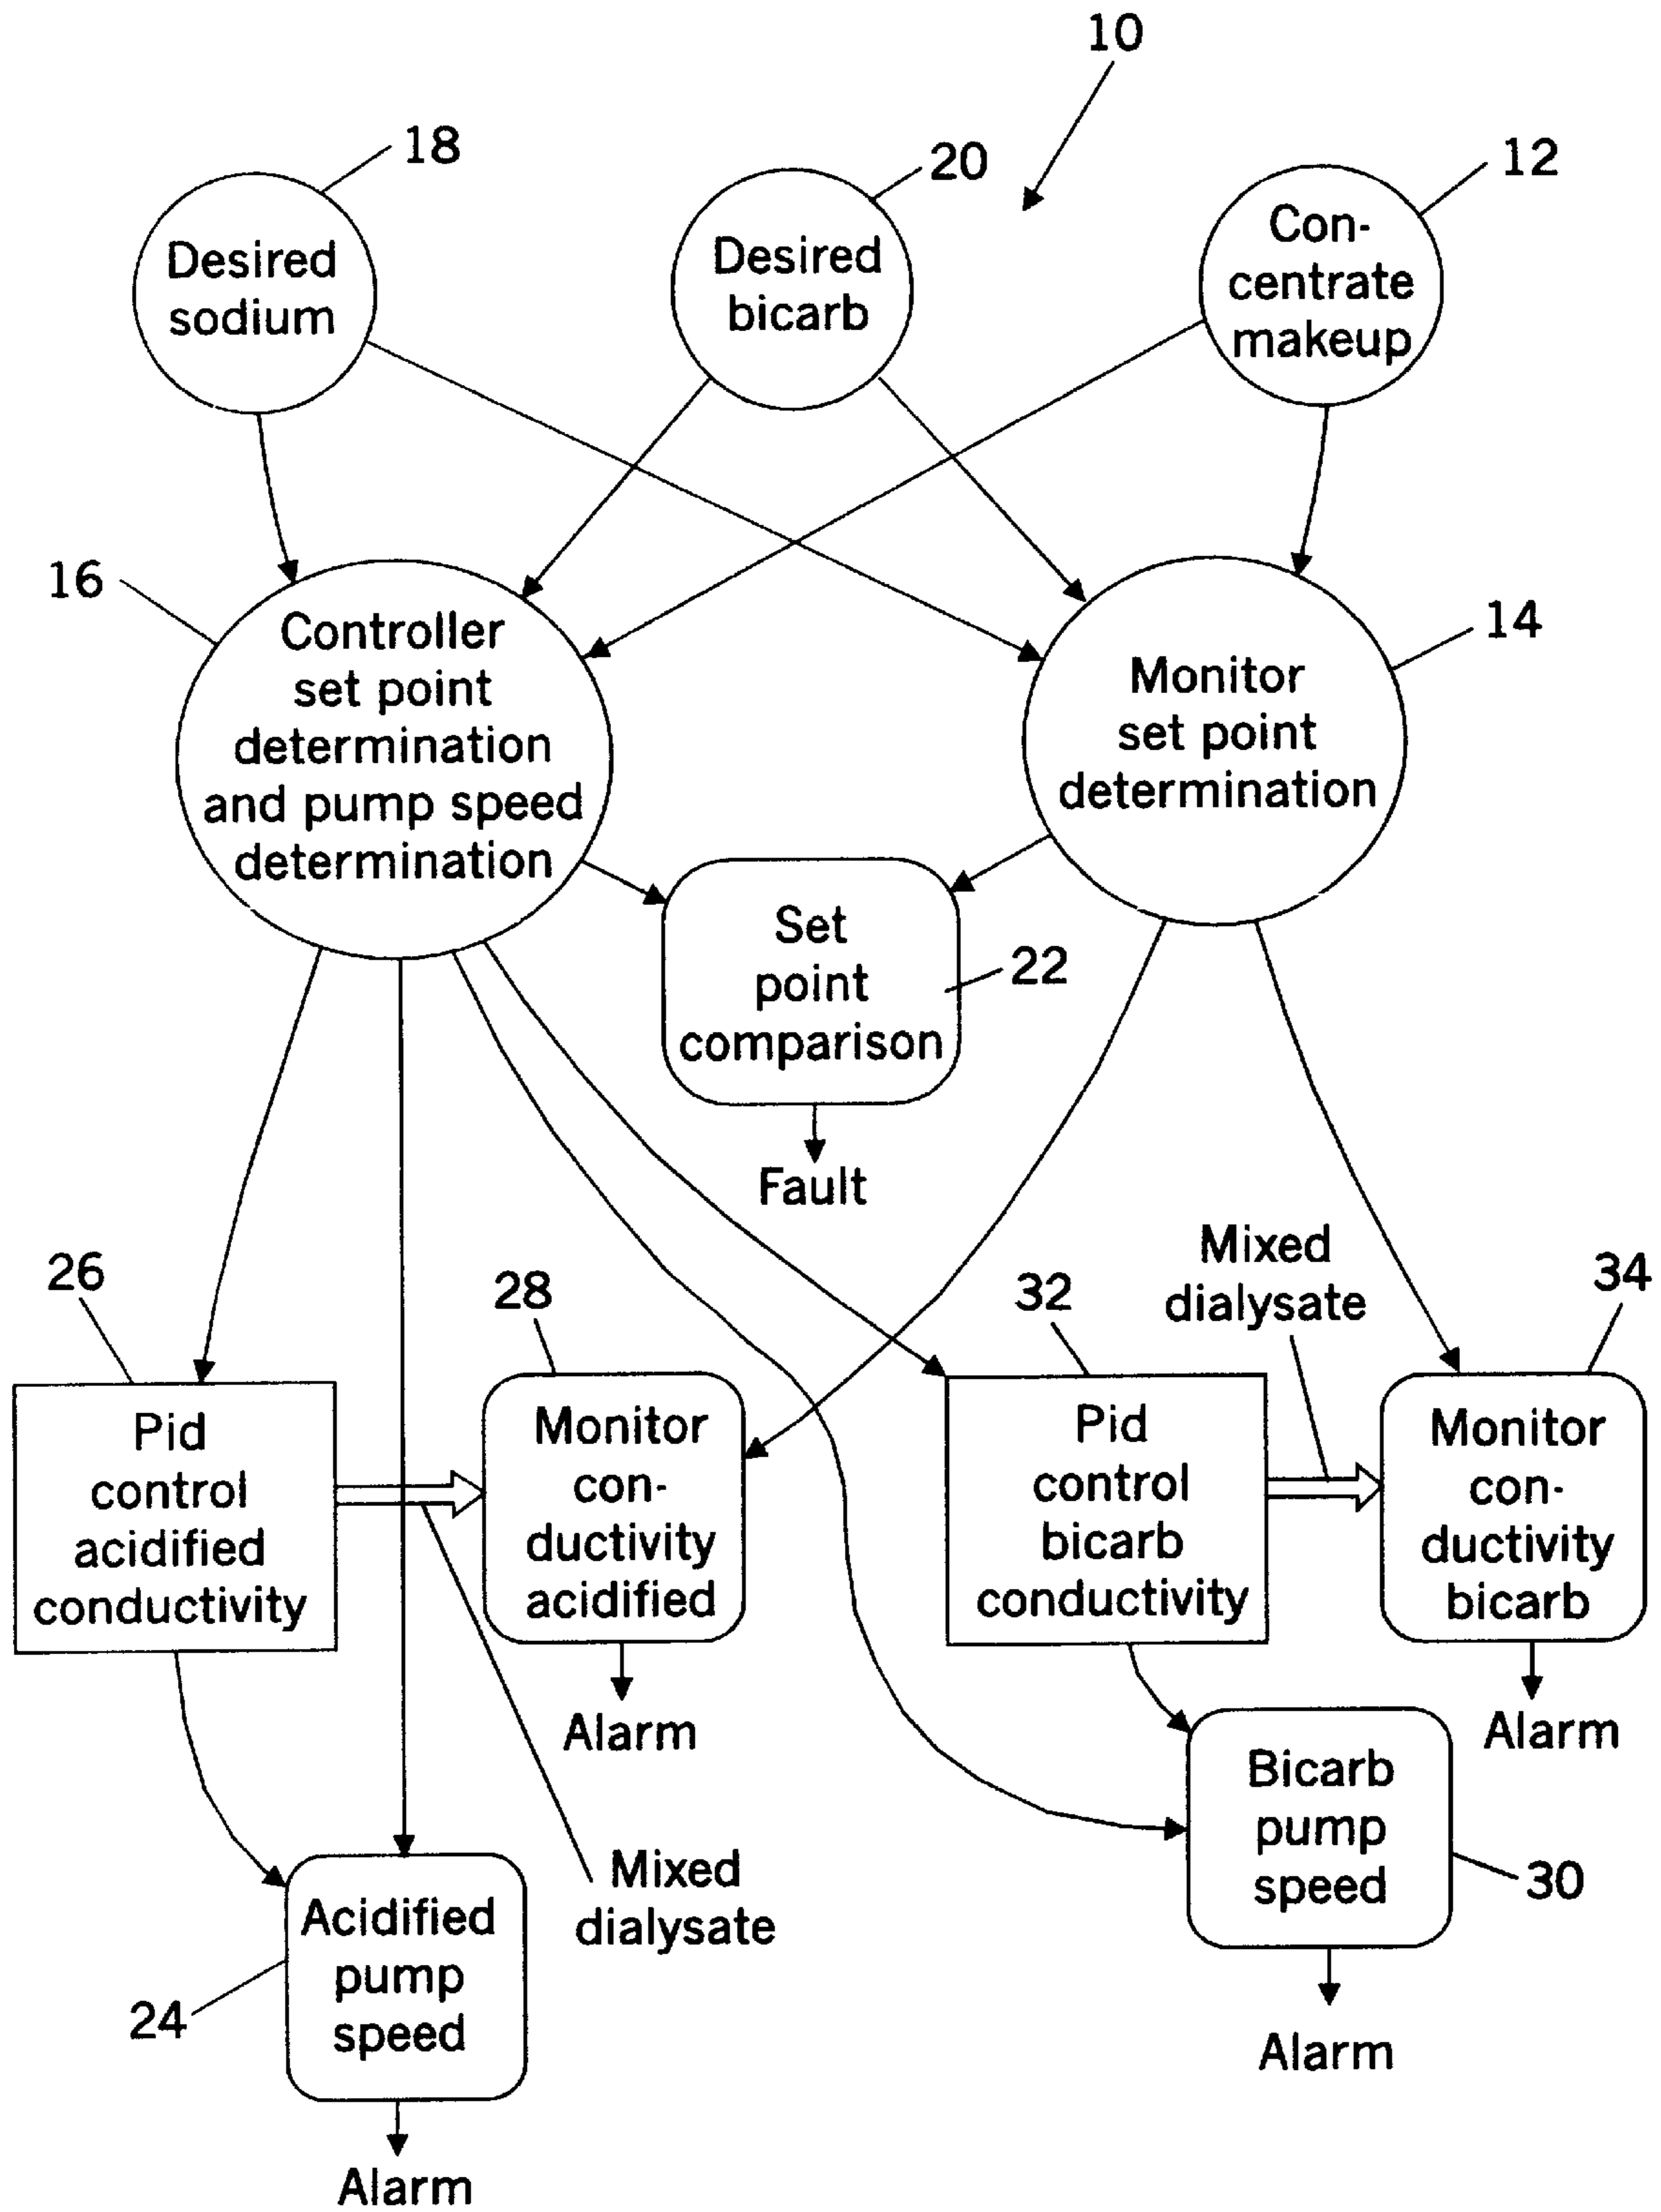 10
18
20
12
Desired
sodium
Desired
bicarb
Con-
centrate
makeup
16
14
Controller
set point
determination
and pump speed
determination
Monitor
set point
determination
Set
point
comparison
22
Fault
26
28
32
Mixed
dialysate
34
Pid
control
acidified
conductivity
Monitor
con-
ductivity
acidified
Pid
control
bicarb
conductivity
Monitor
con-
ductivity
bicarb
Alarm
Alarm
Bicarb
pump
speed
30
Mixed
dialysate
Acidified
pump
speed
24
Alarm
Alarm